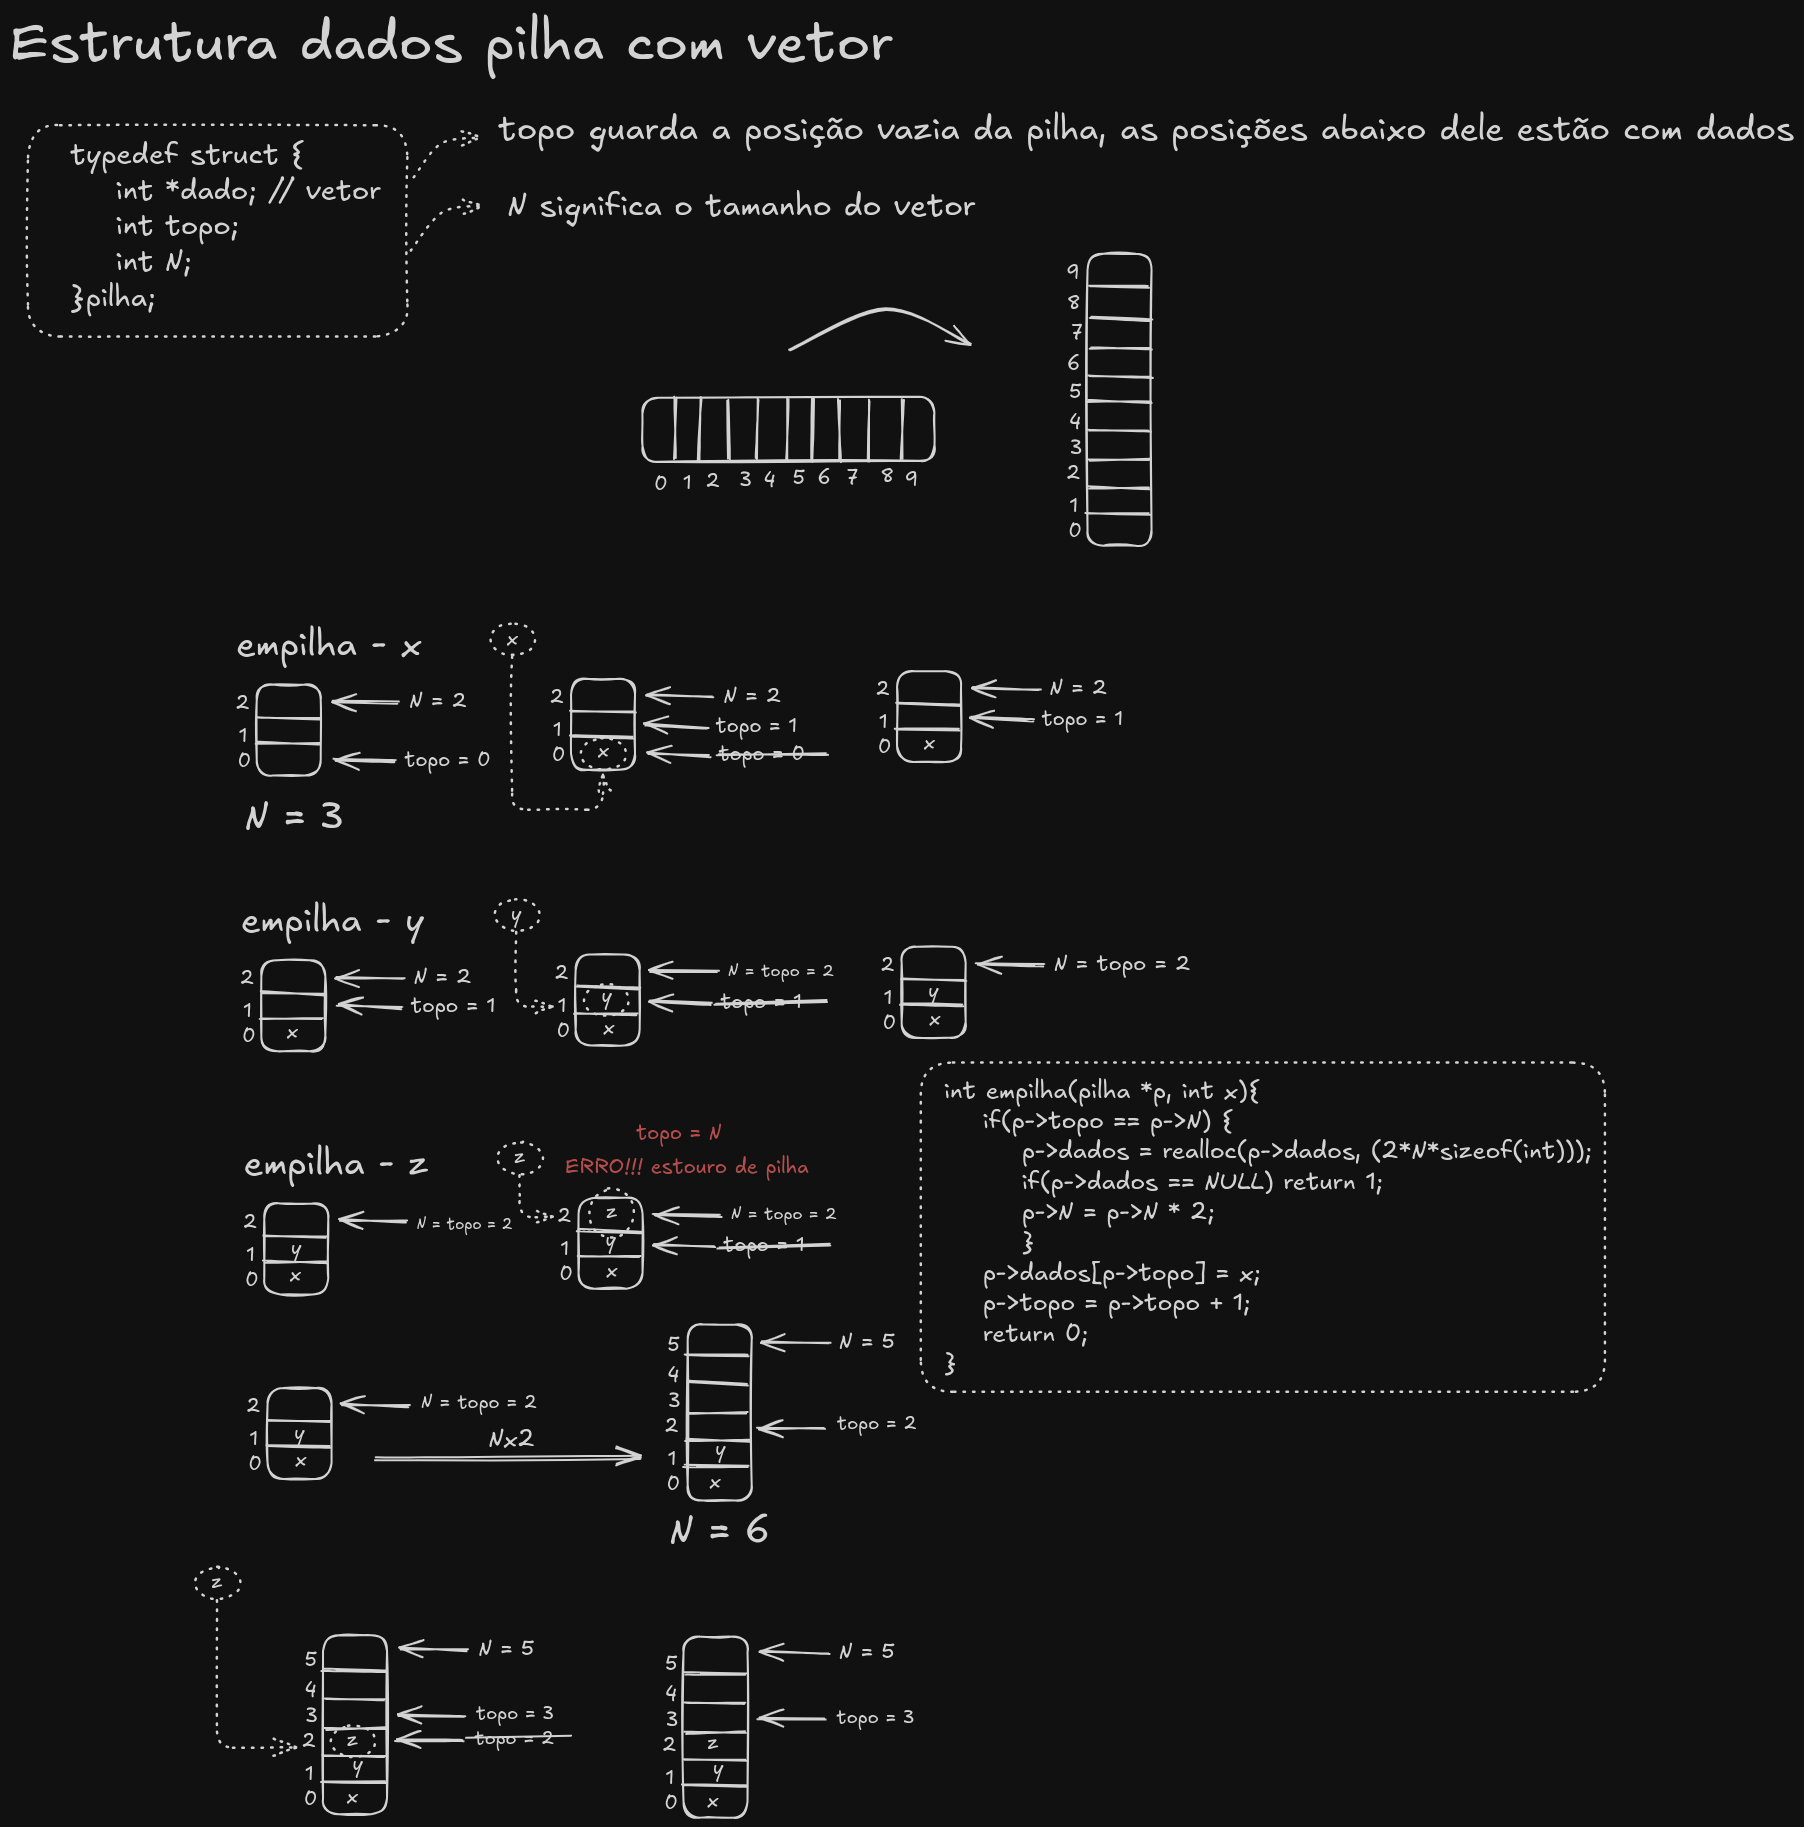 Estrutura dados pilha com vetor
typedef struct {
int *dado; // vetor
int topo;
int N;
}pilha;
topo guarda a posição vazia da pilha, as posições abaixo dele estão com dados
N significa o tamanho do vetor
0 1 2 3 4 5 6 7 8 9
9
8
7
6
5
4
3
2
1
0
empilha - x
2
1
0
N = 2
topo = 0
N = 3
x
2
1
0
x
N = 2
topo = 1
topo = 0
2
1
0
x
N = 2
topo = 1
empilha - y
2
1
0
x
N = 2
topo = 1
y
2
1
0
y
x
N = topo = 2
topo = 1
2
1
0
y
x
N = topo = 2
int empilha(pilha *p, int x){
if(p->topo == p->N) {
p->dados = realloc(p->dados, (2*N*sizeof(int)));
if(p->dados == NULL) return 1;
p->N = p->N * 2;
}
p->dados[p->topo] = x;
p->topo = p->topo + 1;
return 0;
}
empilha - z
2
1
0
y
x
N = topo = 2
z
topo = N
ERRO!!! estouro de pilha
2
1
0
z
y
x
N = topo = 2
topo = 1
2
1
0
y
x
N = topo = 2
Nx2
5
4
3
2
1
0
y
x
N = 5
topo = 2
N = 6
z
5
4
3
2
1
0
z
y
x
N = 5
topo = 3
topo = 2
5
4
3
2
1
0
z
y
x
N = 5
topo = 3